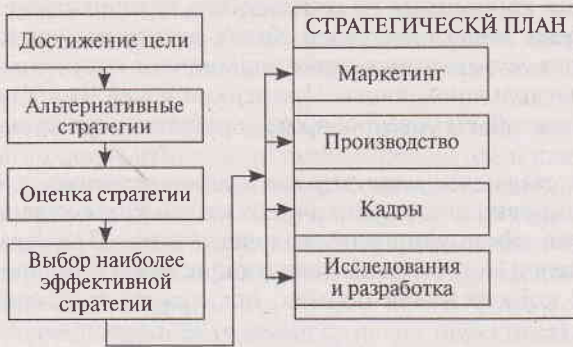 Достижение цели
Альтернативные
стратегии
Оценка стратегии
Выбор наиболее
эффективной
стратегии
СТРАТЕГИЧЕСКЙ ПЛАН
Маркетинг
Производство
Кадры
Исследования
и разработка